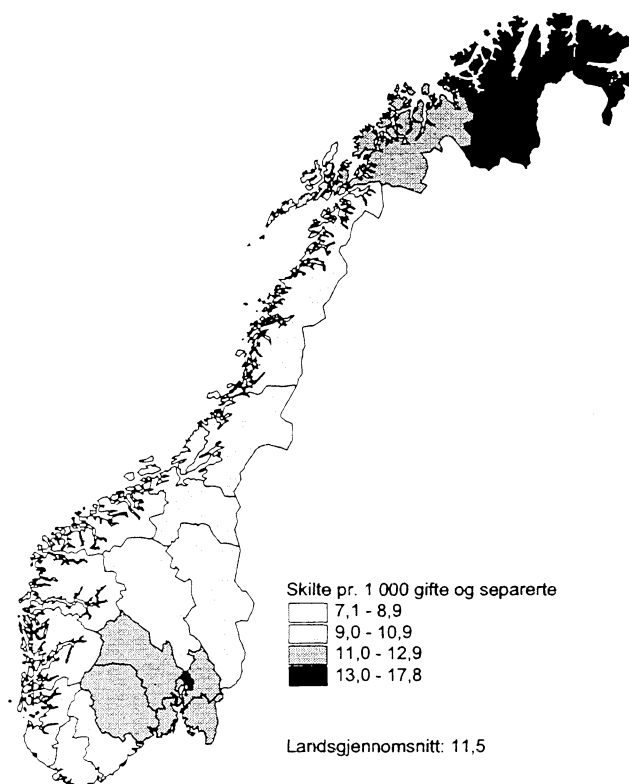 Skilte pr. 1 000 gifte og separerte
7,1 - 8,9
9,0 - 10,9
11,0 - 12,9
13,0 - 17,8
Landsgjennomsnitt: 11,5